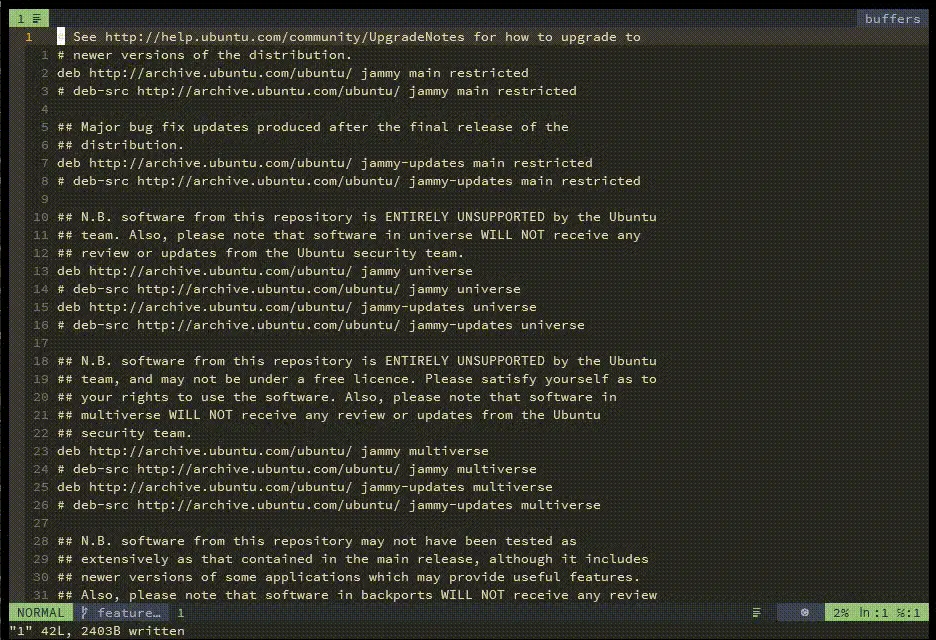 1 buffers
1 # See http://help.ubuntu.com/community/UpgradeNotes for how to upgrade to
1 # newer versions of the distribution.
2 deb http://archive.ubuntu.com/ubuntu/ jammy main restricted
3 # deb-src http://archive.ubuntu.com/ubuntu/ jammy main restricted
4
5 ## Major bug fix updates produced after the final release of the
6 ## distribution.
7 deb http://archive.ubuntu.com/ubuntu/ jammy-updates main restricted
8 # deb-src http://archive.ubuntu.com/ubuntu/ jammy-updates main restricted
9
10 ## N.B. software from this repository is ENTIRELY UNSUPPORTED by the Ubuntu
11 ## team. Also, please note that software in universe WILL NOT receive any
12 ## review or updates from the Ubuntu security team.
13 deb http://archive.ubuntu.com/ubuntu/ jammy universe
14 # deb-src http://archive.ubuntu.com/ubuntu/ jammy universe
15 deb http://archive.ubuntu.com/ubuntu/ jammy-updates universe
16 # deb-src http://archive.ubuntu.com/ubuntu/ jammy-updates universe
17
18 ## N.B. software from this repository is ENTIRELY UNSUPPORTED by the Ubuntu
19 ## team, and may not be under a free licence. Please satisfy yourself as to
20 ## your rights to use the software. Also, please note that software in
21 ## multiverse WILL NOT receive any review or updates from the Ubuntu
22 ## security team.
23 deb http://archive.ubuntu.com/ubuntu/ jammy multiverse
24 # deb-src http://archive.ubuntu.com/ubuntu/ jammy multiverse
25 deb http://archive.ubuntu.com/ubuntu/ jammy-updates multiverse
26 # deb-src http://archive.ubuntu.com/ubuntu/ jammy-updates multiverse
27
28 ## N.B. software from this repository may not have been tested as
29 ## extensively as that contained in the main release, although it includes
30 ## newer versions of some applications which may provide useful features.
31 ## Also, please note that software in backports WILL NOT receive any review
NORMAL feature… 1 2% ln :1 %:1
"1" 42L, 2403B written